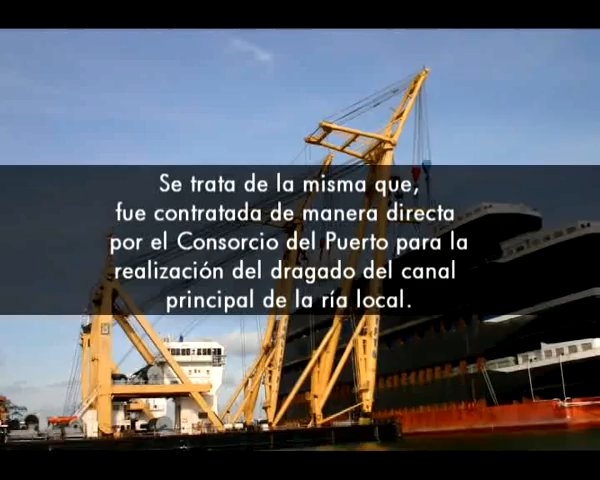 Se trata de la misma que,
fue contratada de manera directa
por el Consorcio del Puerto para la
realización del dragado del canal
principal de la ría local.